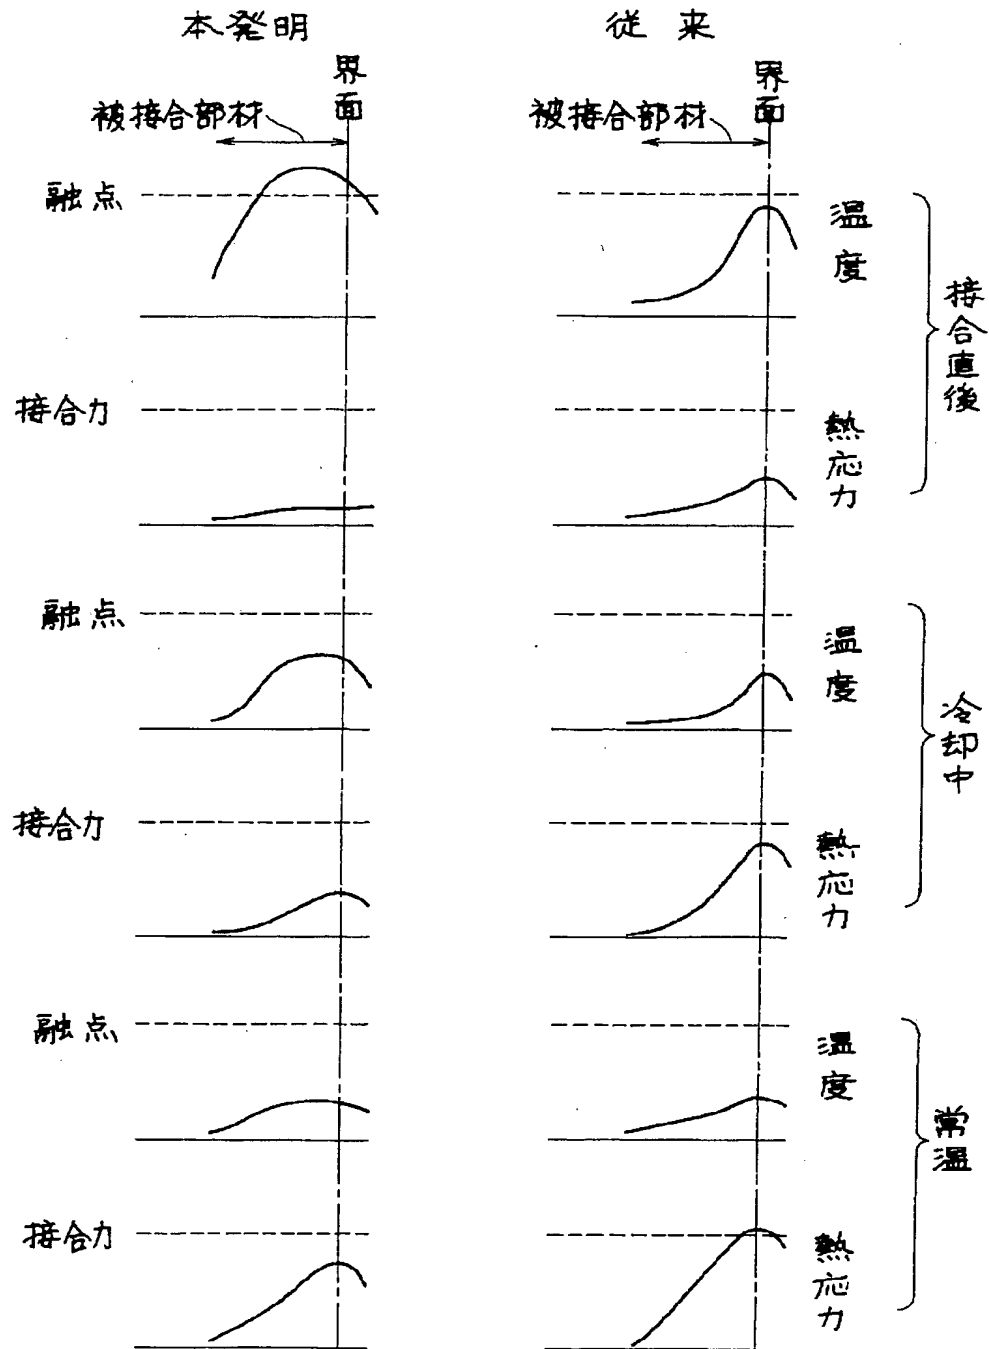 本発明
従来
界面
界面
被接合部材
被接合部材
融点
温度
接合直後
接合力
熱応力
融点
温度
冷却中
接合力
熱応力
融点
温度
常温
接合力
熱応力